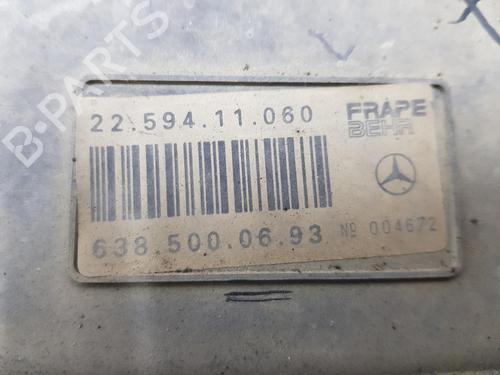 B-PARTS
22.594.11.060
FRAPE
BEHR
638 500.06.93 Nº 004672